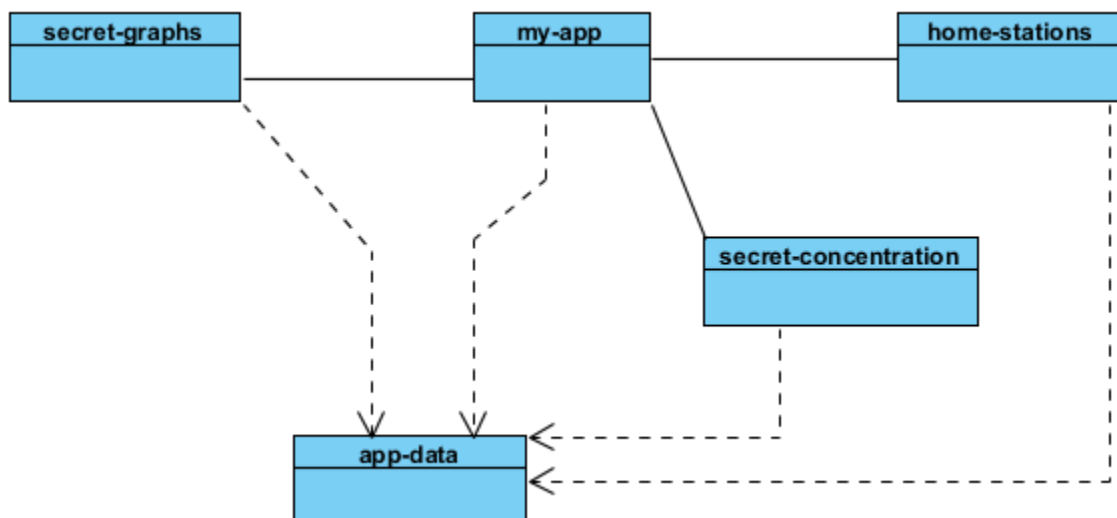 secret-graphs
my-app
home-stations
secret-concentration
app-data